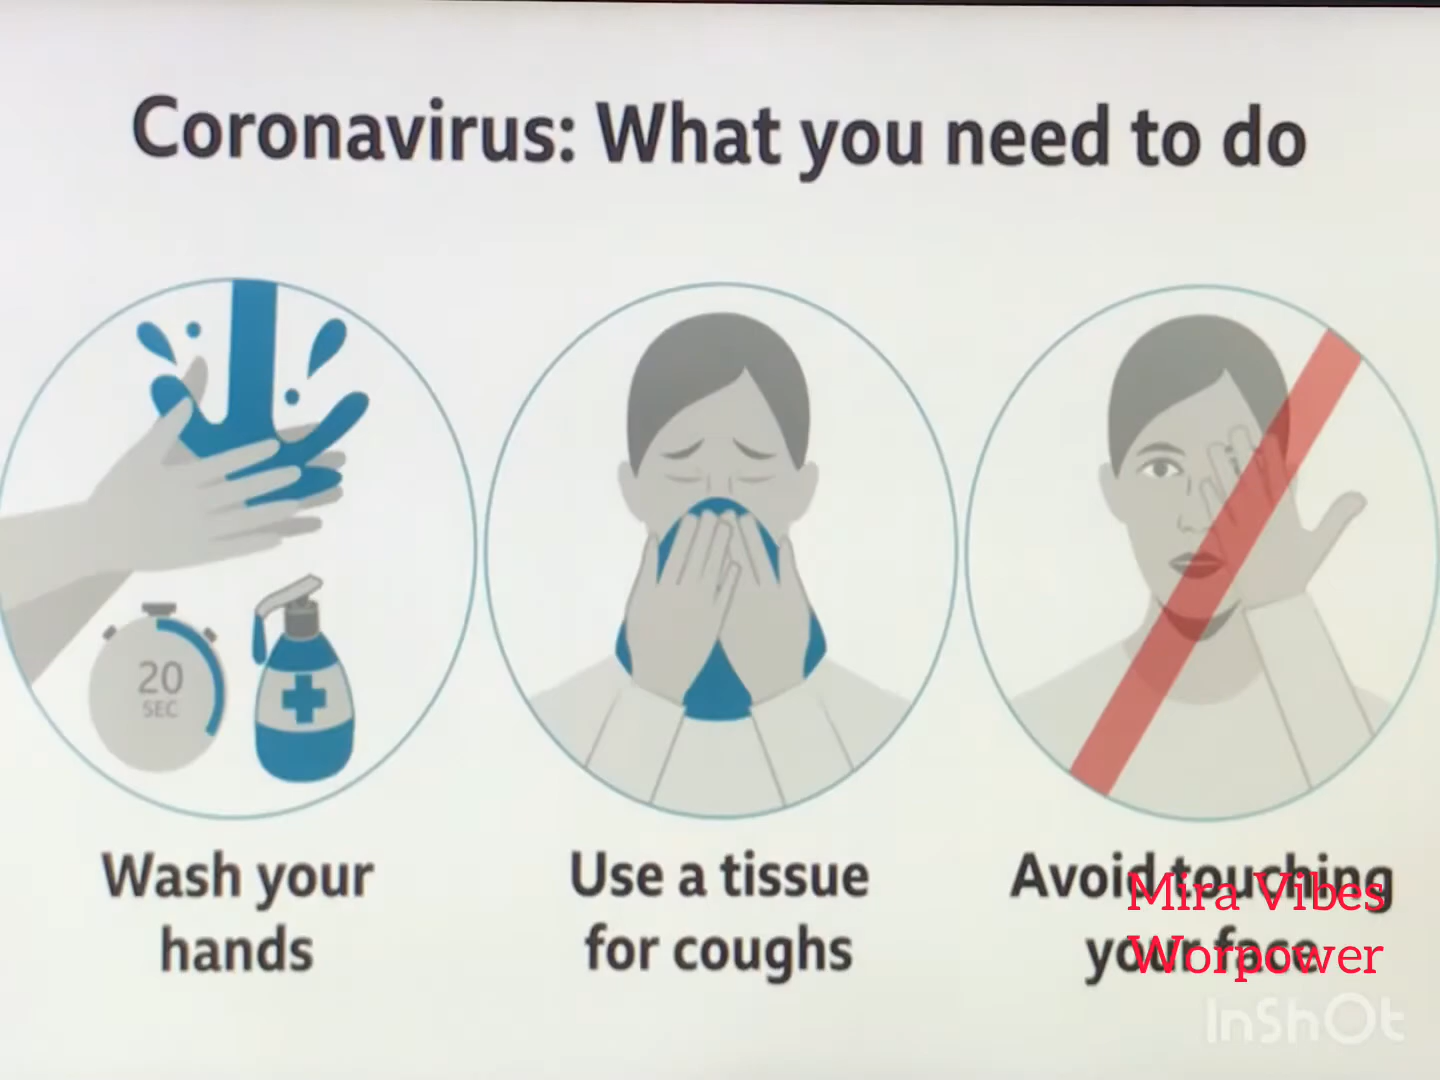 Coronavirus: What you need to do
20
SEC
Wash your
hands
Use a tissue
for coughs
Avoid touching
your face
Mira Vibes
Worpower
InShOt